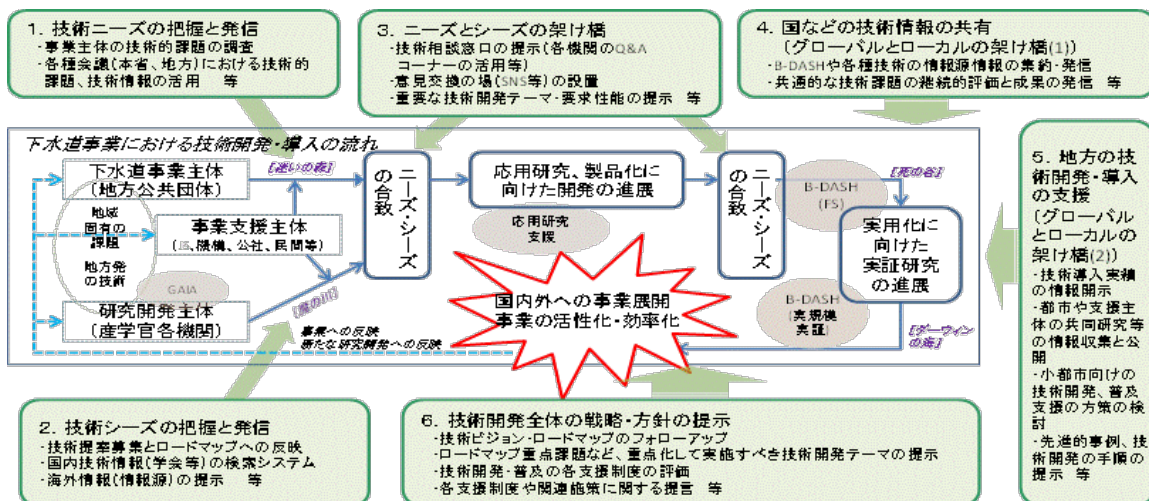 1. 技術ニーズの把握と発信
・事業主体の技術的課題の調査
・各種会議(本省、地方)における技術的
課題、技術情報の活用 等
3. ニーズとシーズの架け橋
・技術相談窓口の提示(各機関のQ&A
コーナーの活用等)
・意見交換の場(SNS等)の設置
・重要な技術開発テーマ・要求性能の提示 等
4. 国などの技術情報の共有
(グローバルとローカルの架け橋(1))
・B-DASHや各種技術の情報源情報の集約・発信
・共通的な技術課題の継続的評価と成果の発信 等
下水道事業における技術開発・導入の流れ
下水道事業主体
(地方公共団体)
[迷いの森]
地域
固有の
課題
地方発
の技術
事業支援主体
(JS、機構、公社、民間等)
GAIA
研究開発主体
(産学官各機関)
[魔の川]
ニーズ・シーズ
の合致
応用研究、製品化に
向けた開発の進展
応用研究
支援
ニーズ・シーズ
の合致
B-DASH
(FS)
[死の谷]
実用化に
向けた
実証研究
の進展
B-DASH
(実規模
実証)
[ダーウィン
の海]
国内外への事業展開
事業の活性化・効率化
事業への反映
新たな研究開発への反映
5. 地方の技
術開発・導入
の支援
(グローバル
とローカルの
架け橋(2))
・技術導入実績
の情報開示
・都市や支援主
体の共同研究等
の情報収集と公
開
・小都市向けの
技術開発、普及
支援の方策の検
討
・先進的事例、技
術開発の手順の
提示 等
2. 技術シーズの把握と発信
・技術提案募集とロードマップへの反映
・国内技術情報(学会等)の検索システム
・海外情報(情報源)の提示 等
6. 技術開発全体の戦略・方針の提示
・技術ビジョン・ロードマップのフォローアップ
・ロードマップ重点課題など、重点化して実施すべき技術開発テーマの提示
・技術開発・普及の各支援制度の評価
・各支援制度や関連施策に関する提言 等